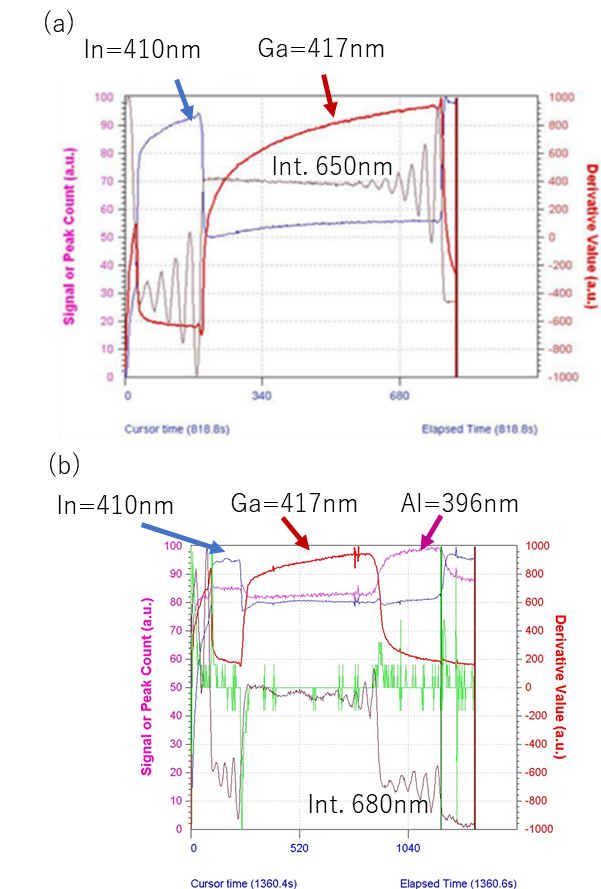 (a)
In=410nm
Ga=417nm
Int. 650nm
Signal or Peak Count (a.u.)
100
90
80
70
60
50
40
30
20
10
0
1000
800
600
400
200
0
-200
-400
-600
-800
-1000
Derivative Value (a.u.)
0
340
680
Cursor time (818.8s)
Elapsed Time (818.8s)
(b)
In=410nm
Ga=417nm
Al=396nm
Int. 680nm
Signal or Peak Count (a.u.)
100
90
80
70
60
50
40
30
20
10
0
1000
800
600
400
200
0
-200
-400
-600
-800
-1000
Derivative Value (a.u.)
0
520
1040
Cursor time (1360.4s)
Elapsed Time (1360.6s)